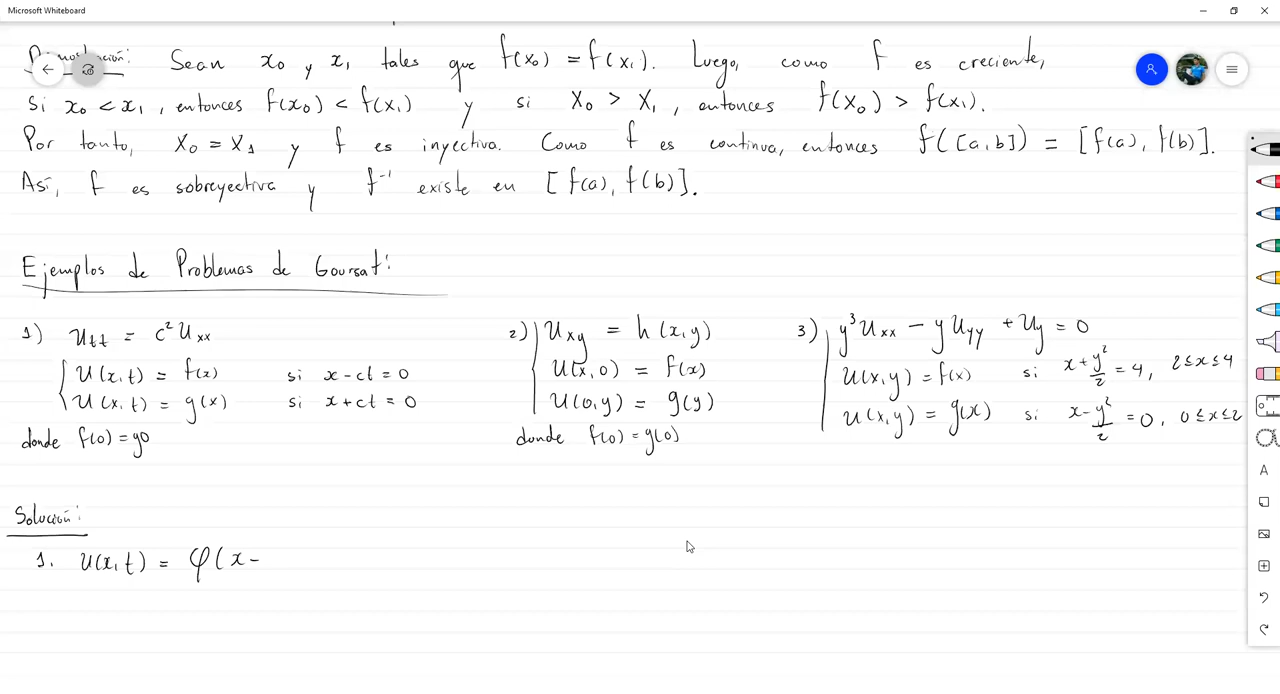 Microsoft Whiteboard
Demostración: Sean x₀ y x₁ tales que f(x₀) = f(x₁). Luego, como f es creciente,
si x₀ < x₁, entonces f(x₀) < f(x₁) y si x₀ > x₁, entonces f(x₀) > f(x₁).
Por tanto, x₀ = x₁ y f es inyectiva. Como f es continua, entonces f([a,b]) = [f(a), f(b)].
Así, f es sobreyectiva y f⁻¹ existe en [f(a), f(b)].
Ejemplos de Problemas de Goursat:
1) u_tt = c² u_xx
u(x,t) = f(x) si x-ct = 0
u(x,t) = g(x) si x+ct = 0
donde f(0) = g0
2) u_xy = h(x,y)
u(x,0) = f(x)
u(0,y) = g(y)
donde f(0) = g(0)
3) y³u_xx - yu_yy + u_y = 0
u(x,y) = f(x) si x + y²/2 = 4, 2≤x≤4
u(x,y) = g(x) si x - y²/2 = 0, 0≤x≤2
Solución:
1. u(x,t) = φ(x -
A